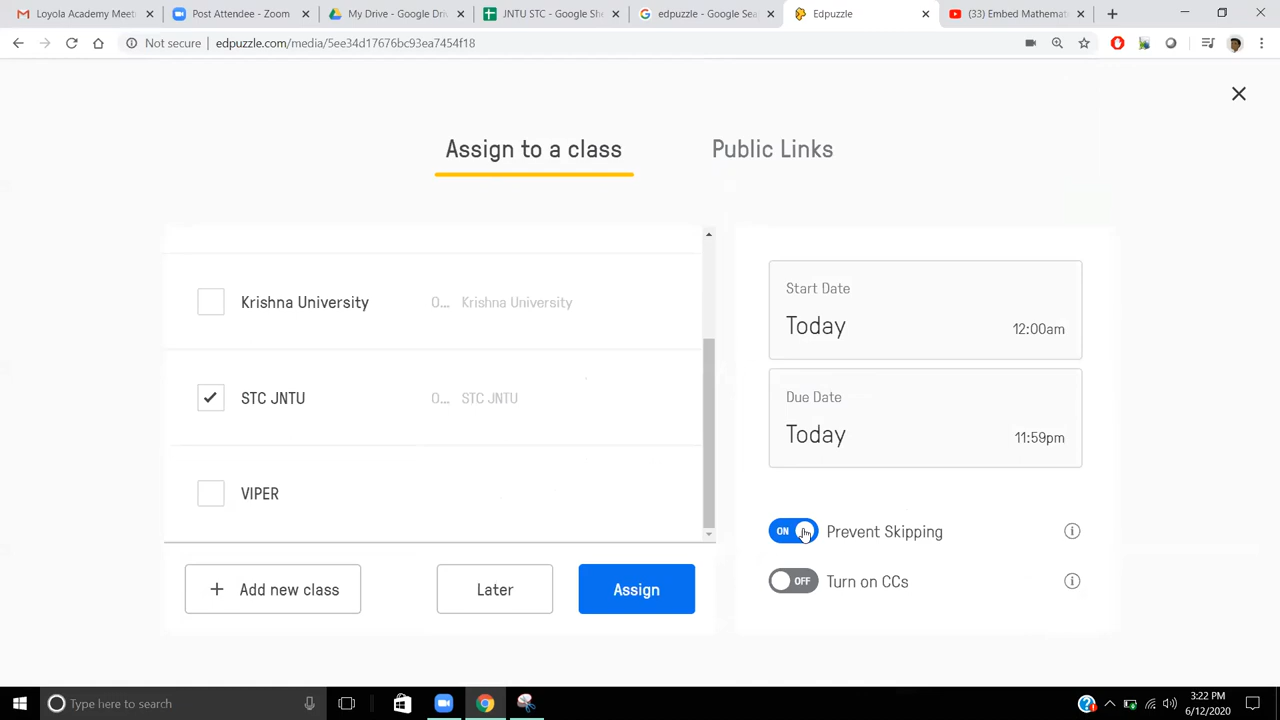 Loyola Academy Meeti
Post Attendee - Zoom
My Drive - Google Dri
JNTU STC - Google She
edpuzzle - Google Sea
Edpuzzle
(33) Embed Mathemat
Not secure
edpuzzle.com/media/5ee34d17676bc93ea7454f18
Assign to a class
Public Links
Krishna University
0... Krishna University
STC JNTU
0... STC JNTU
VIPER
Add new class
Later
Assign
Start Date
Today
12:00am
Due Date
Today
11:59pm
ON
Prevent Skipping
OFF
Turn on CCs
Type here to search
3:22 PM
6/12/2020